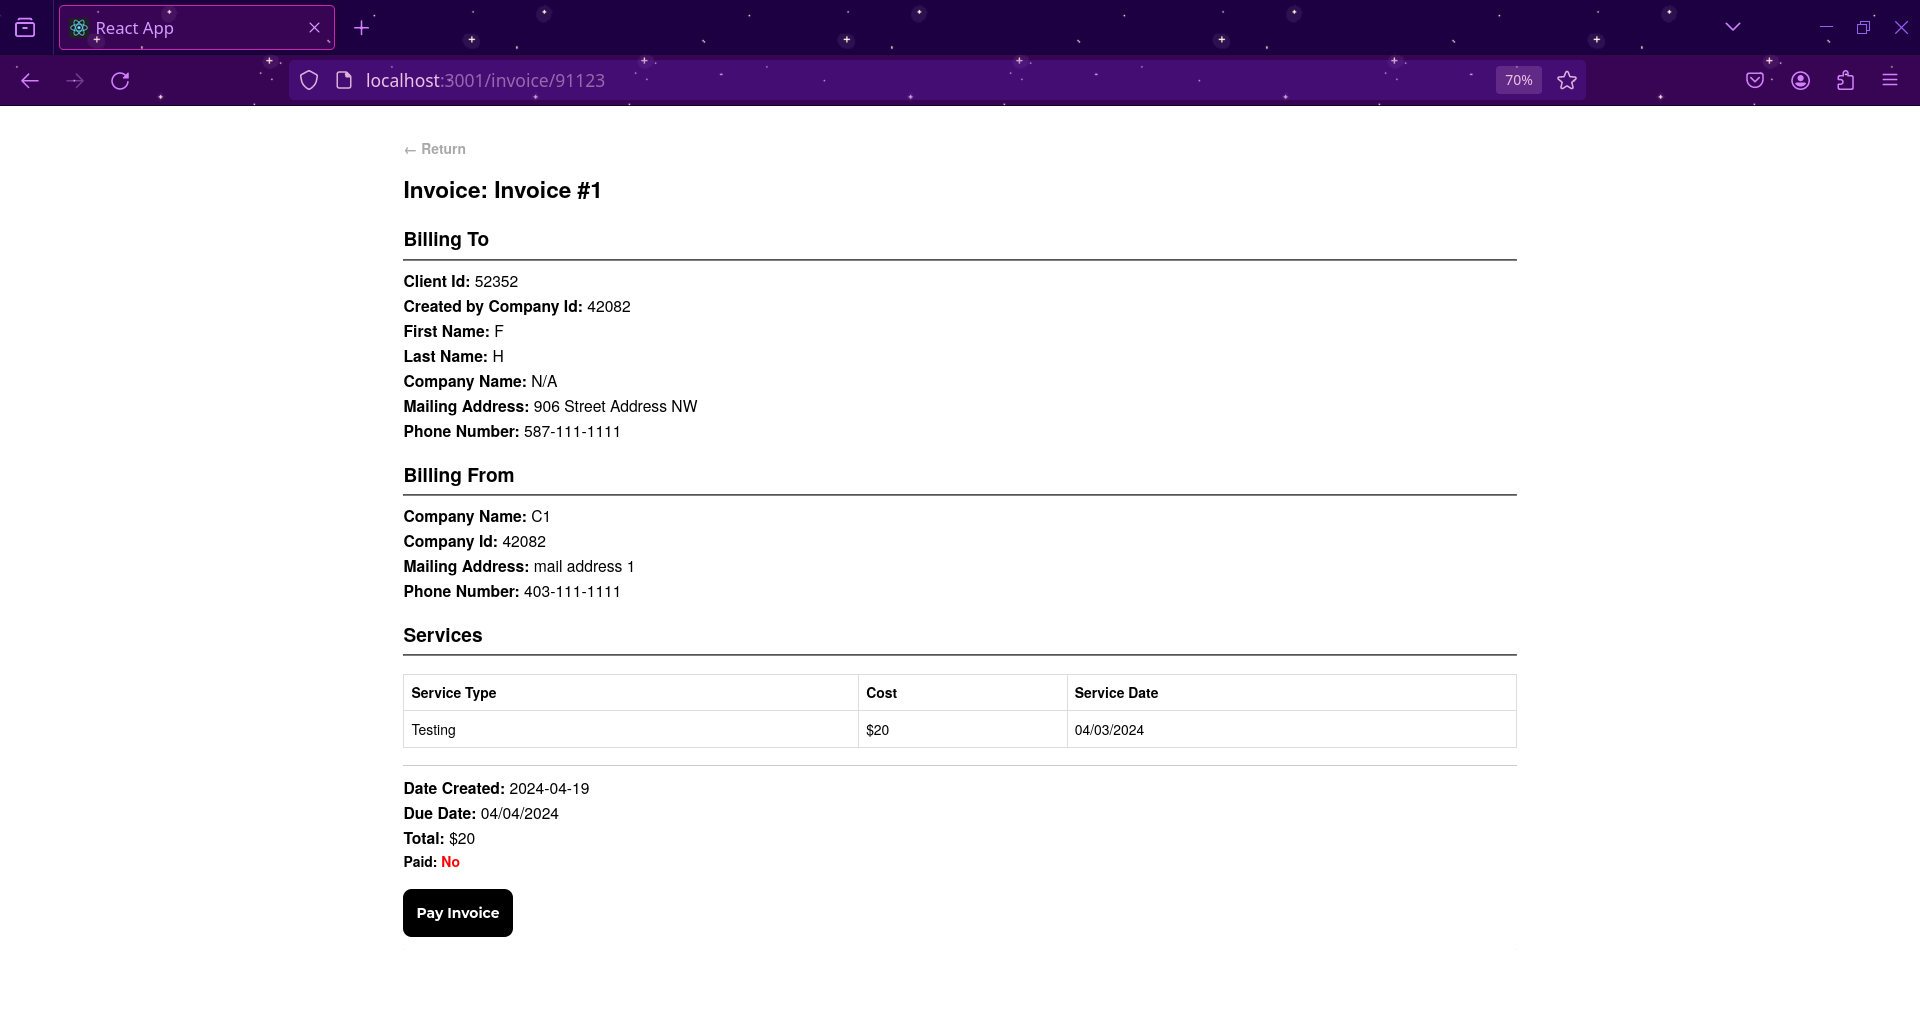 React App
localhost:3001/invoice/91123
70%
← Return
Invoice: Invoice #1
Billing To
Client Id: 52352
Created by Company Id: 42082
First Name: F
Last Name: H
Company Name: N/A
Mailing Address: 906 Street Address NW
Phone Number: 587-111-1111
Billing From
Company Name: C1
Company Id: 42082
Mailing Address: mail address 1
Phone Number: 403-111-1111
Services
Service Type Cost Service Date
Testing $20 04/03/2024
Date Created: 2024-04-19
Due Date: 04/04/2024
Total: $20
Paid: No
Pay Invoice